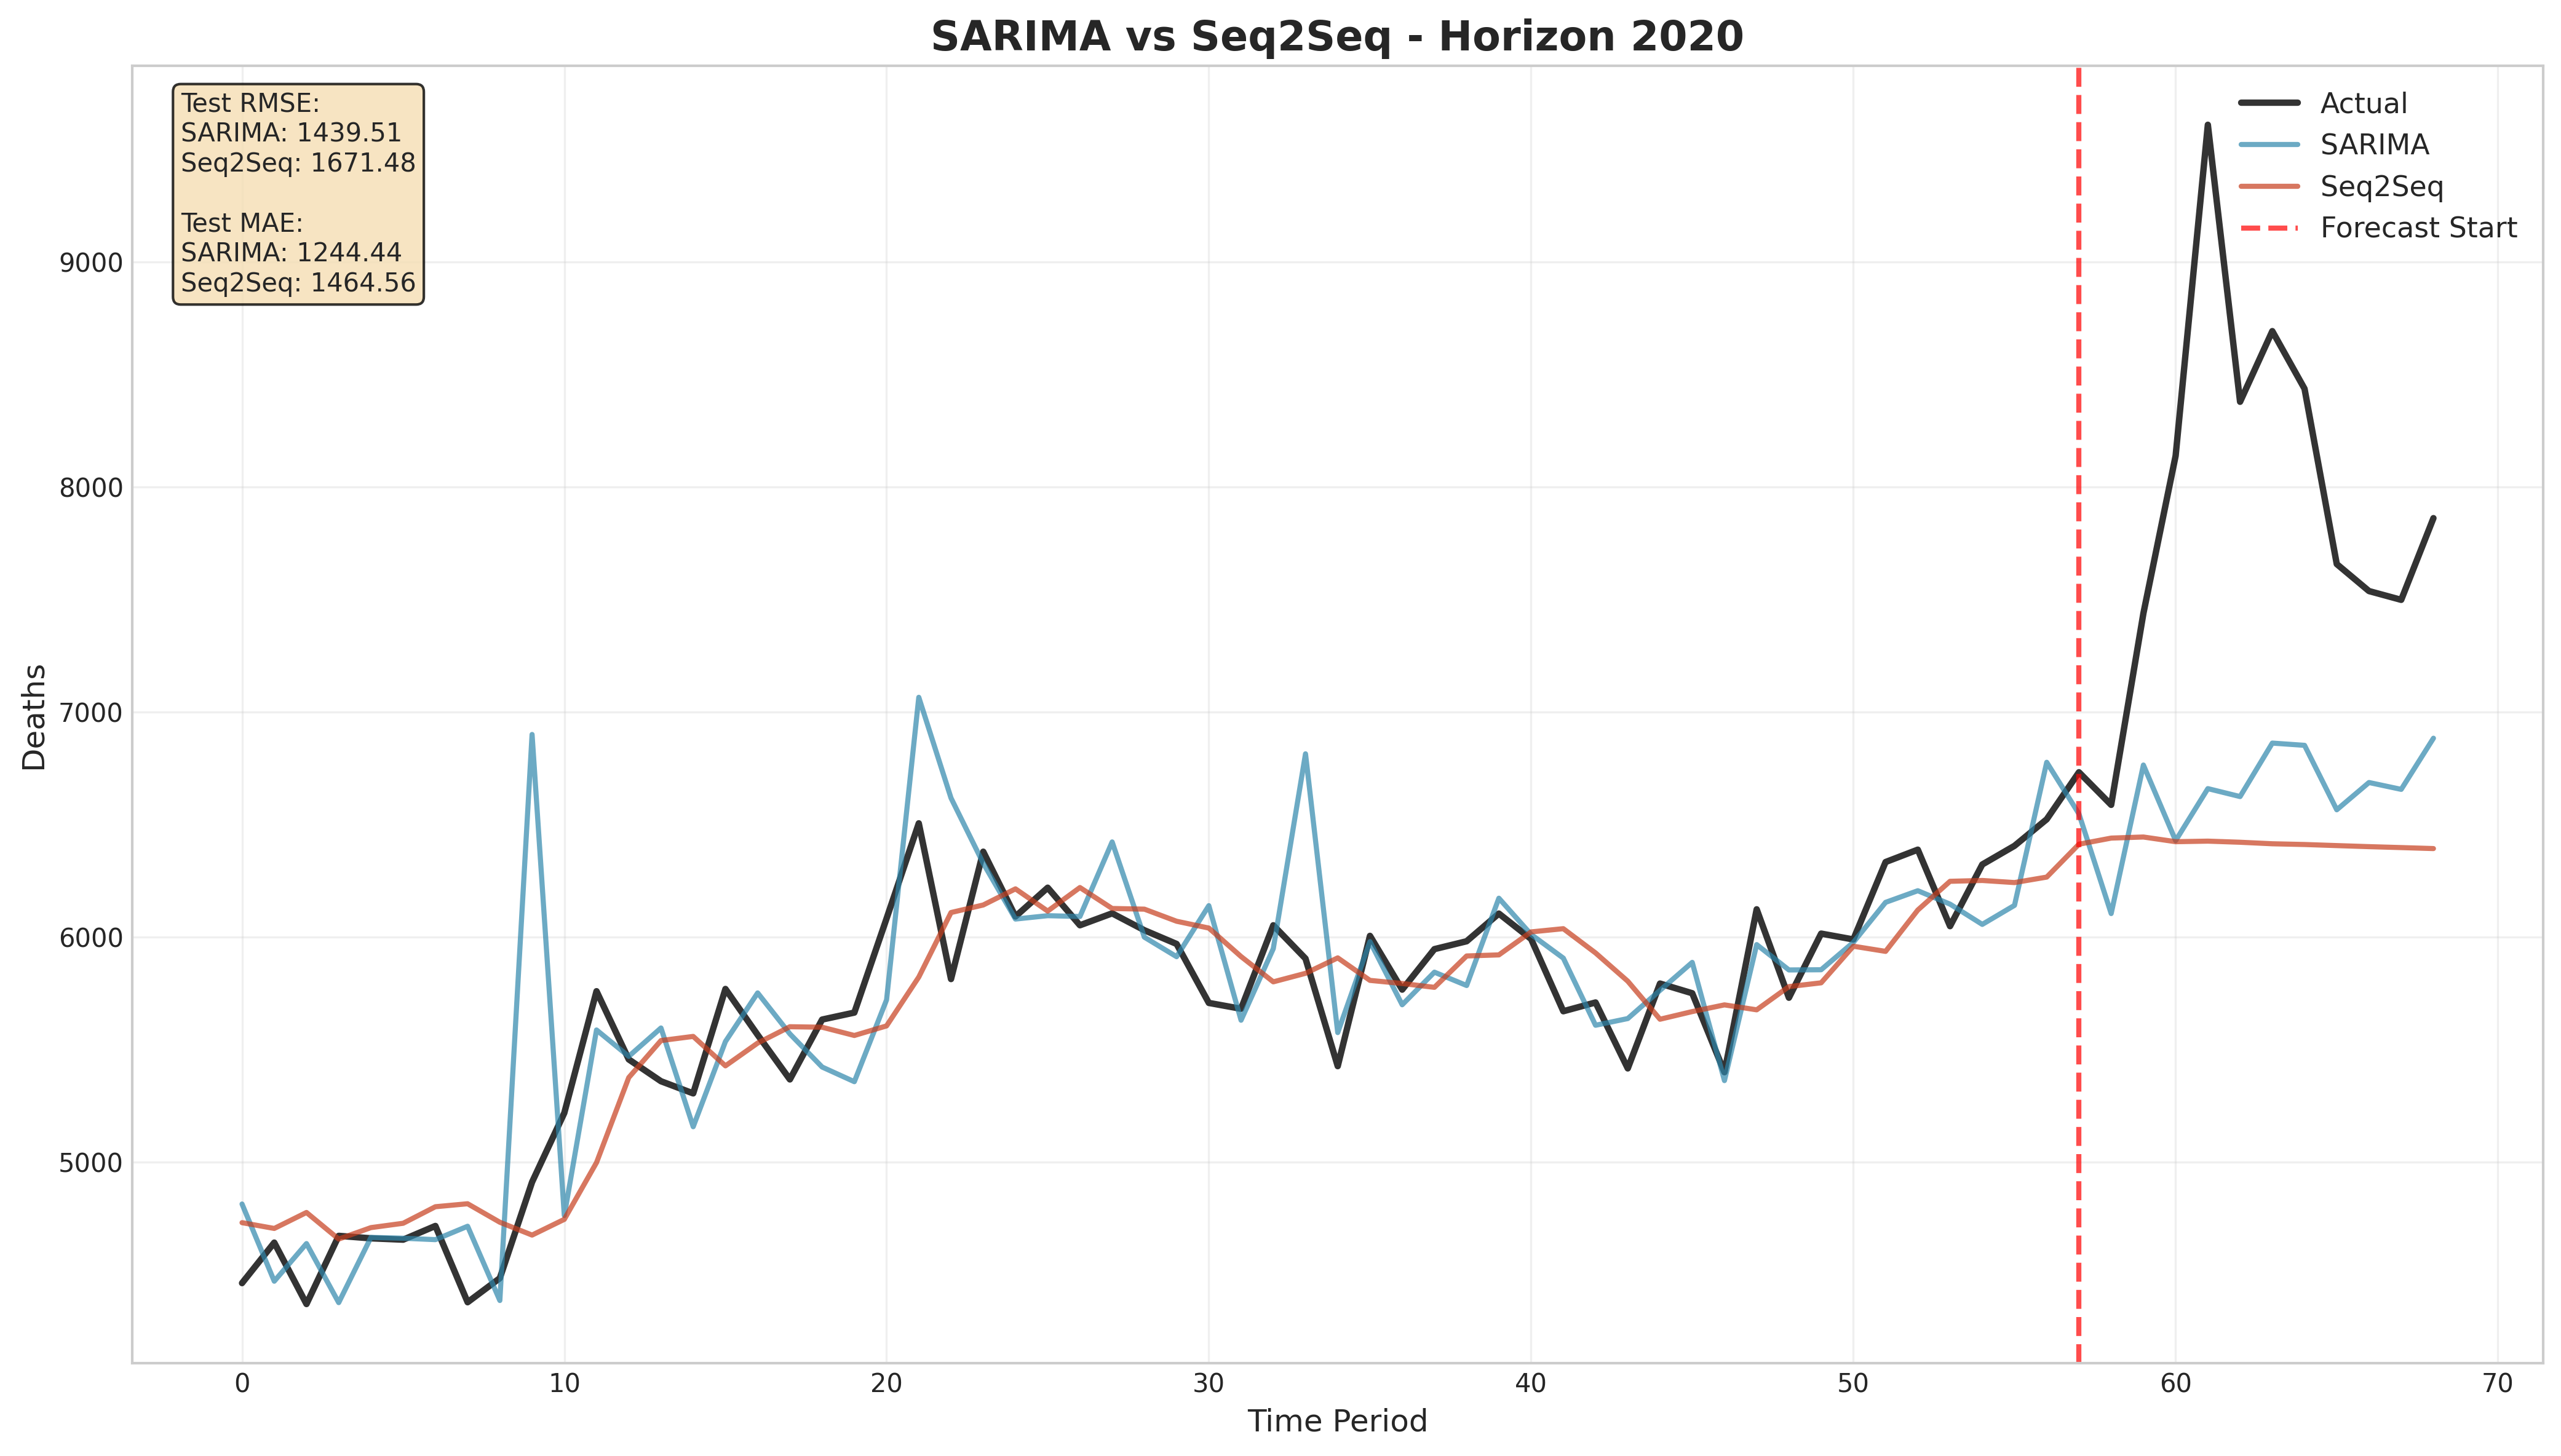 SARIMA vs Seq2Seq - Horizon 2020
Test RMSE:
SARIMA: 1439.51
Seq2Seq: 1671.48
Test MAE:
SARIMA: 1244.44
Seq2Seq: 1464.56
Actual
SARIMA
Seq2Seq
Forecast Start
9000
8000
7000
6000
5000
Deaths
0 10 20 30 40 50 60 70
Time Period